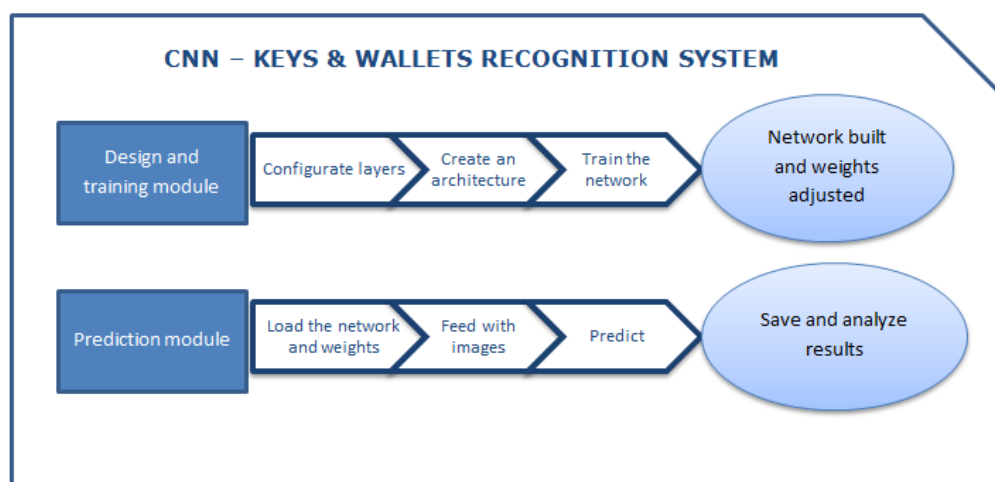 CNN – KEYS & WALLETS RECOGNITION SYSTEM
Design and
training module
Configurate layers
Create an
architecture
Train the
network
Network built
and weights
adjusted
Prediction module
Load the network
and weights
Feed with
images
Predict
Save and analyze
results